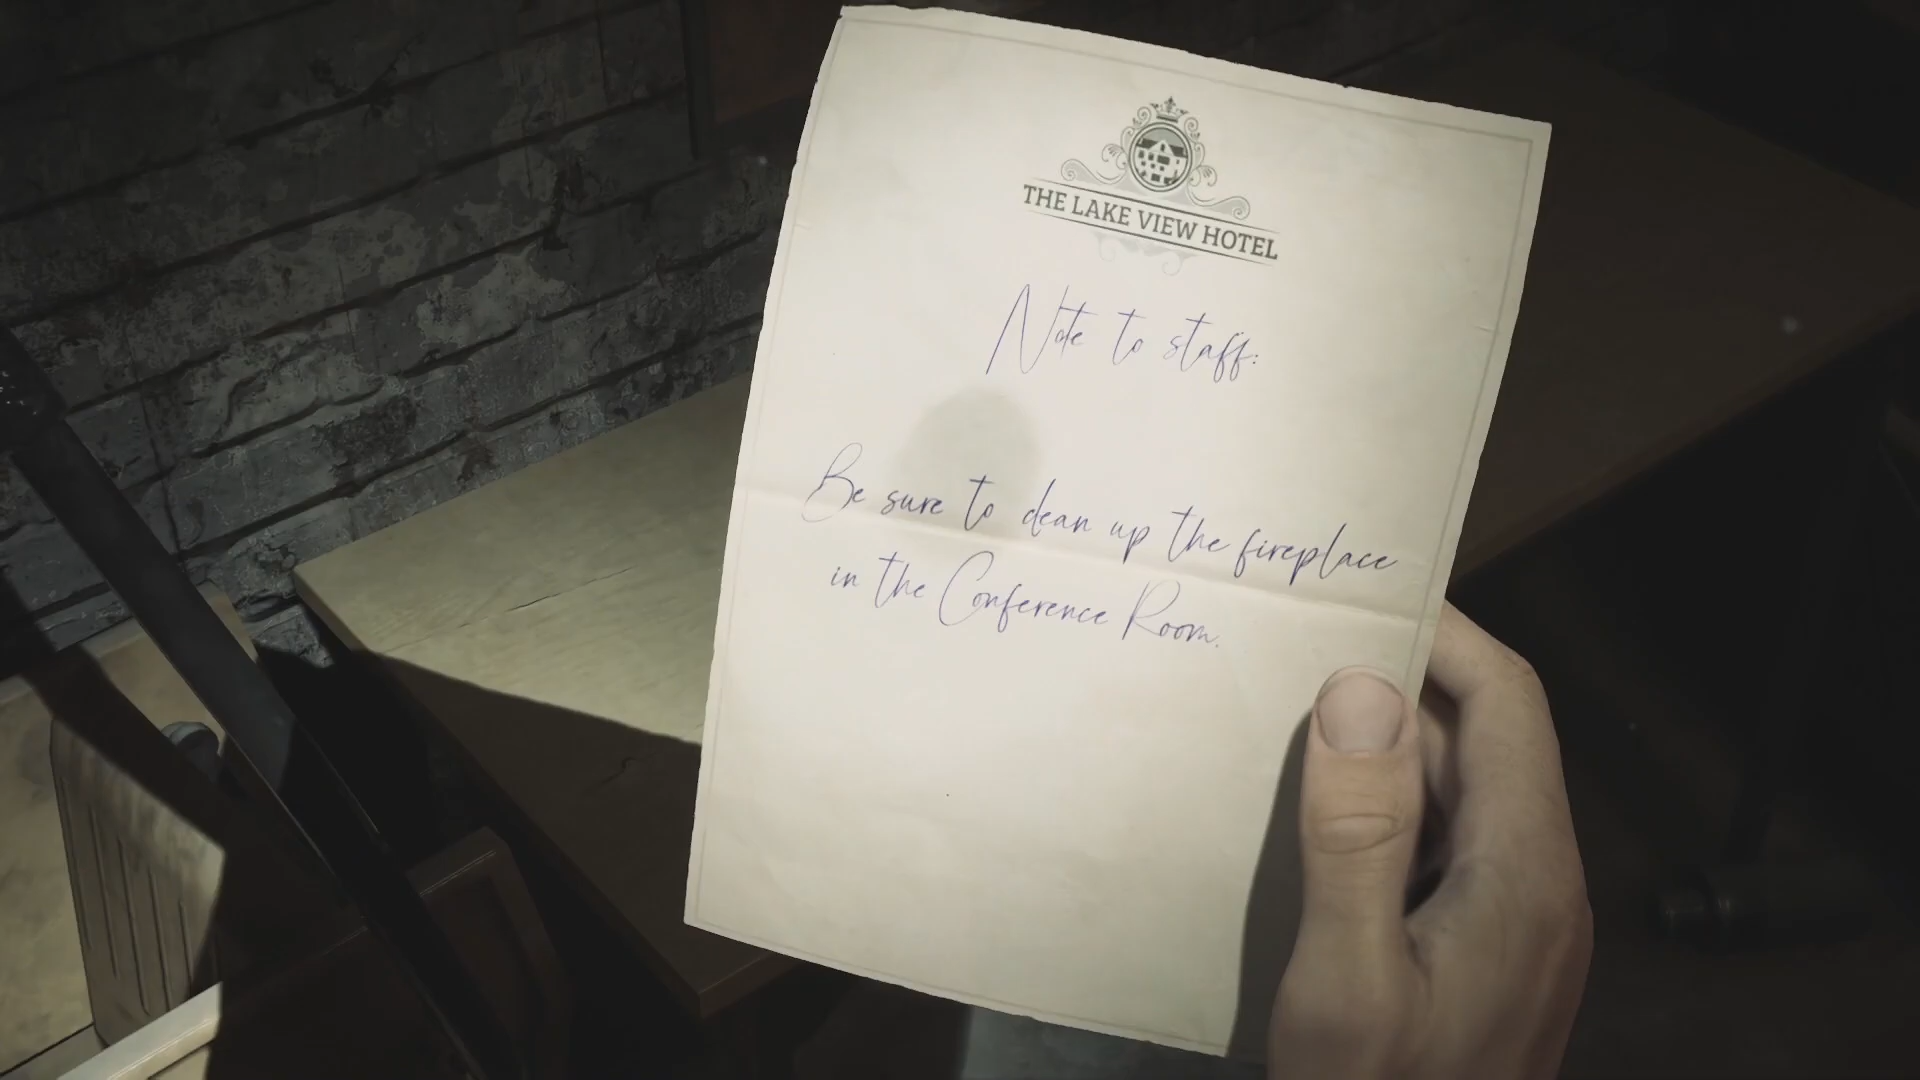 THE LAKE VIEW HOTEL
Note to staff:
Be sure to clean up the fireplace
in the Conference Room.